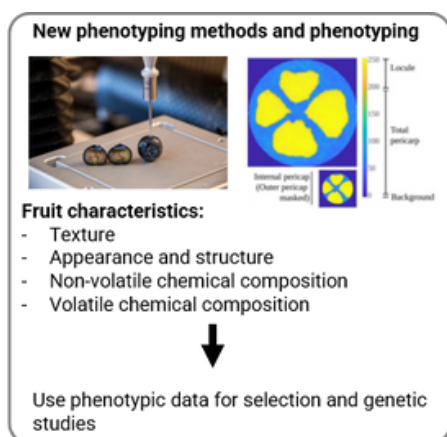 New phenotyping methods and phenotyping
250
200
150
100
50
0
Locule
Total
pericarp
Background
Internal pericap
(Outer pericap
masked)
Fruit characteristics:
- Texture
- Appearance and structure
- Non-volatile chemical composition
- Volatile chemical composition
Use phenotypic data for selection and genetic
studies